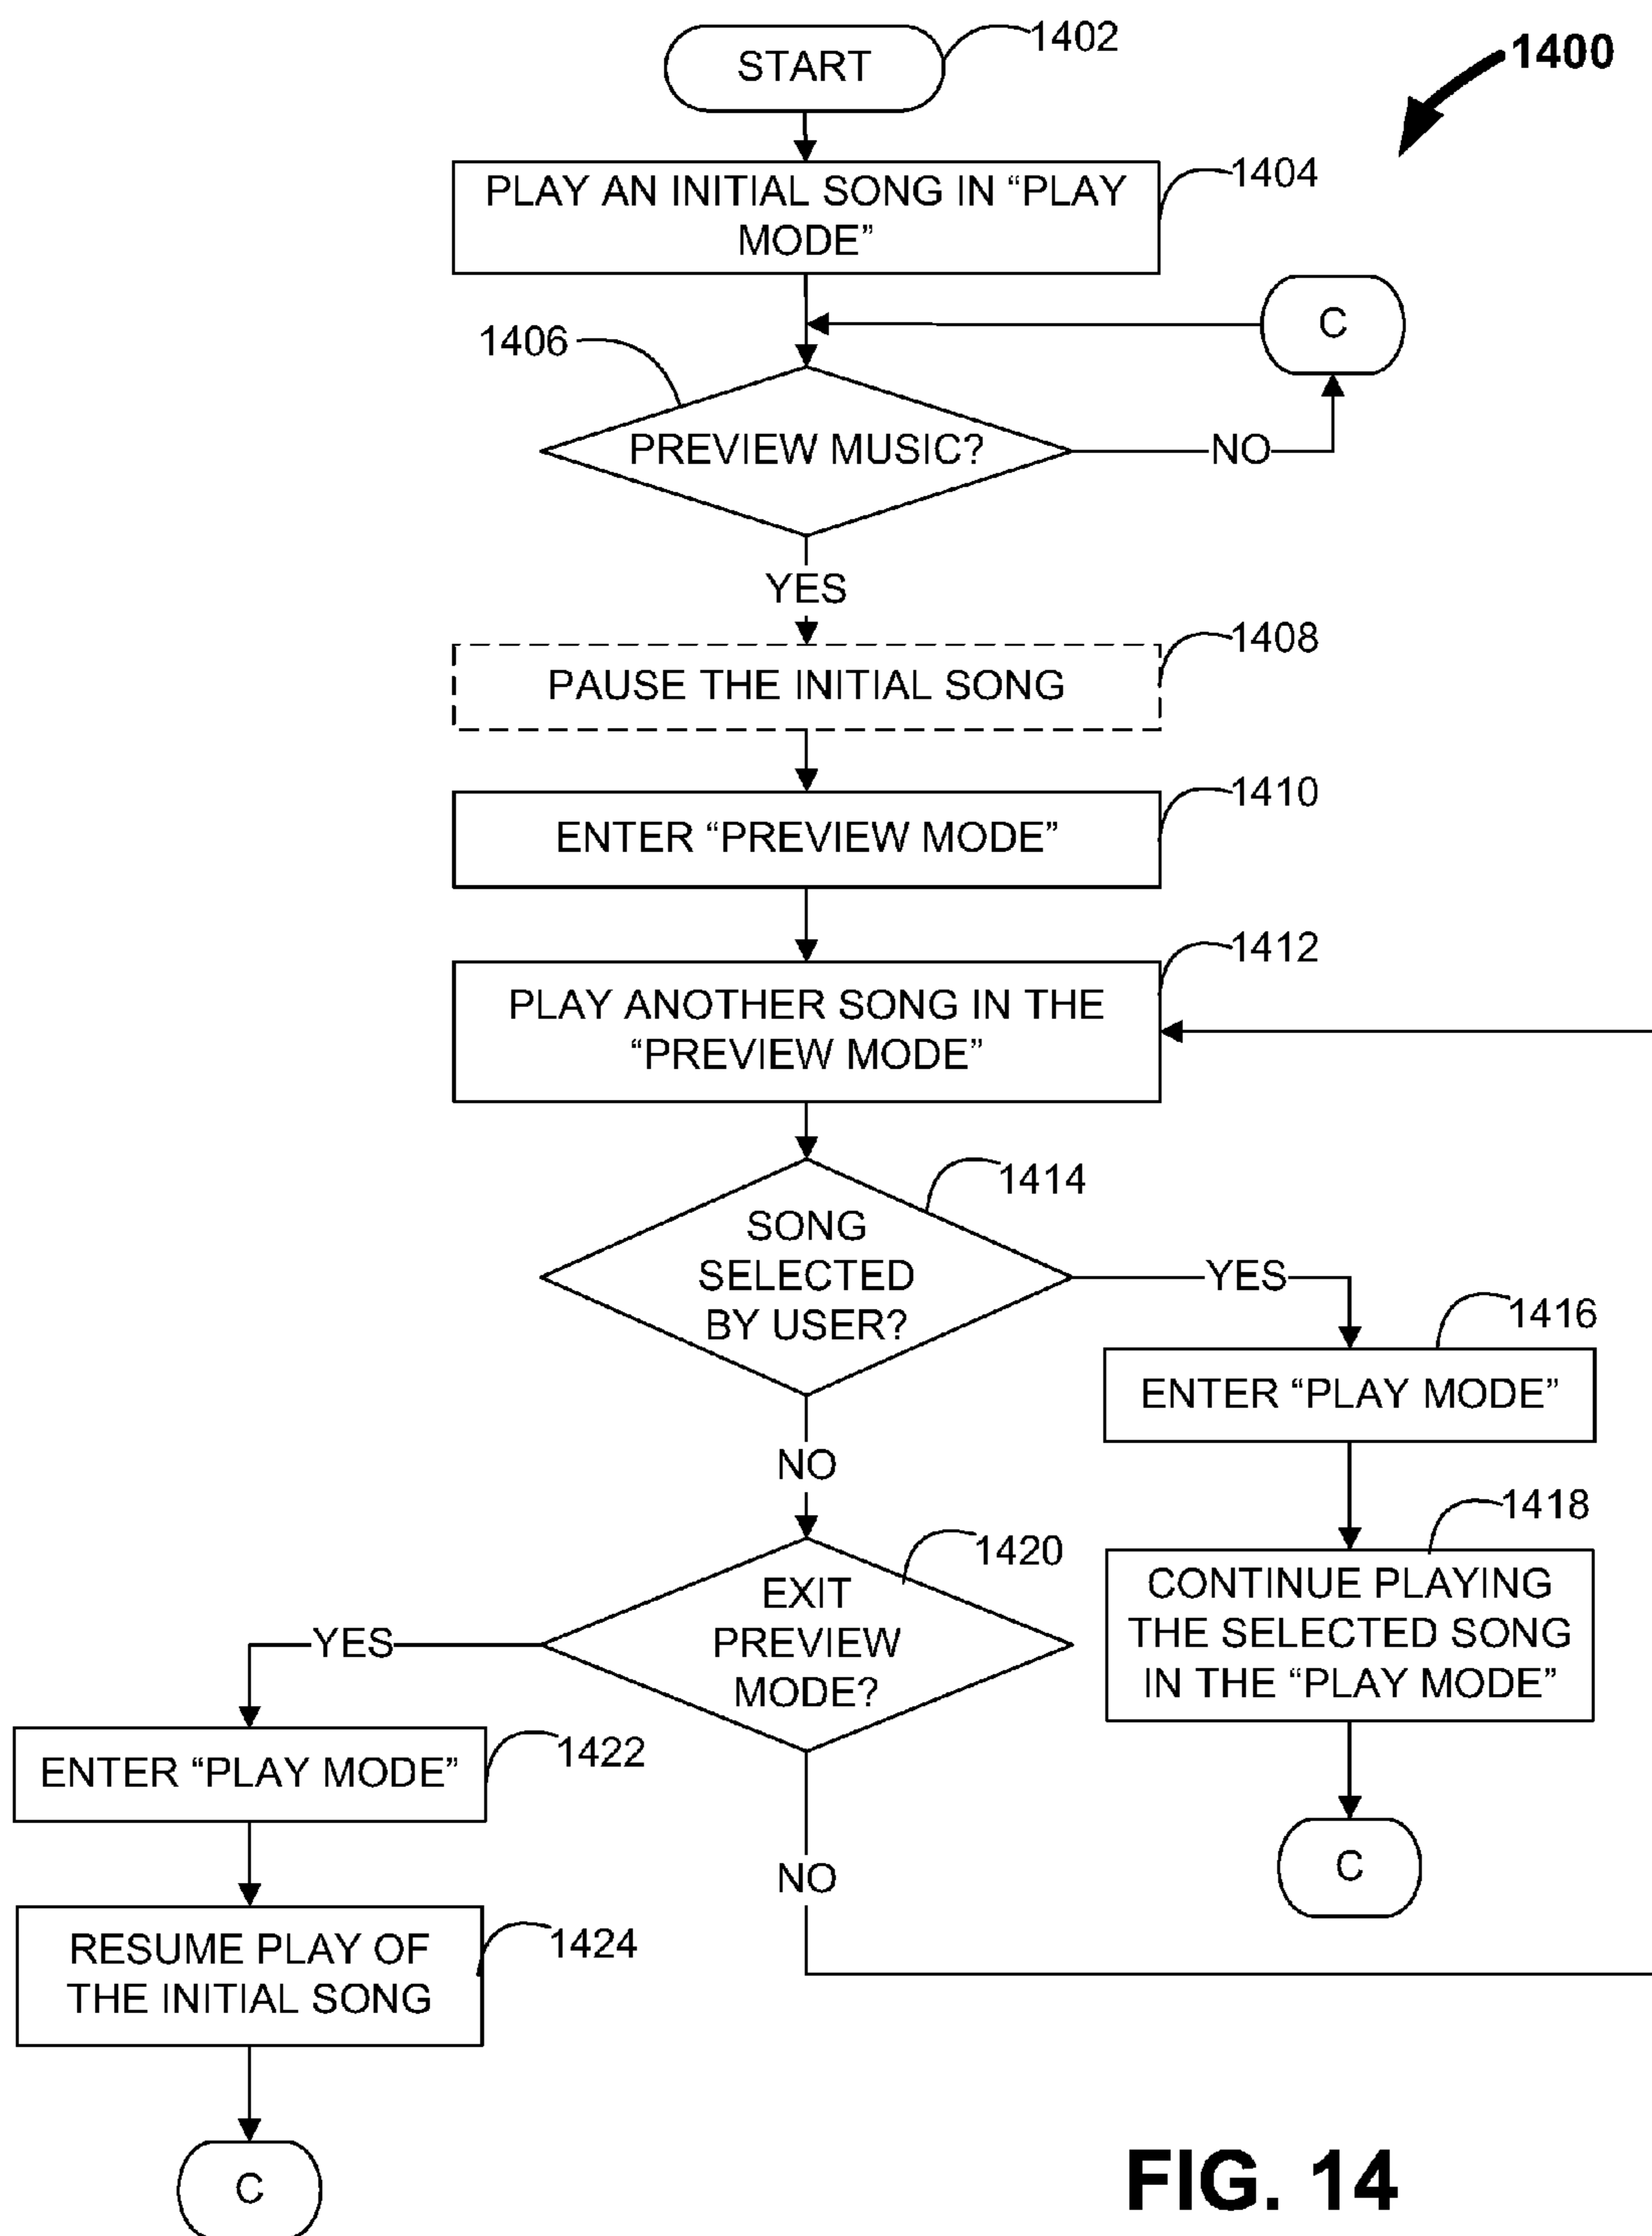 START
1402
1400
PLAY AN INITIAL SONG IN “PLAY
MODE”
1404
C
1406
PREVIEW MUSIC?
NO
YES
1408
PAUSE THE INITIAL SONG
1410
ENTER “PREVIEW MODE”
1412
PLAY ANOTHER SONG IN THE
“PREVIEW MODE”
1414
SONG
SELECTED
BY USER?
YES
1416
ENTER “PLAY MODE”
NO
1418
CONTINUE PLAYING
THE SELECTED SONG
IN THE “PLAY MODE”
C
1420
EXIT
PREVIEW
MODE?
YES
1422
ENTER “PLAY MODE”
NO
1424
RESUME PLAY OF
THE INITIAL SONG
C
FIG. 14